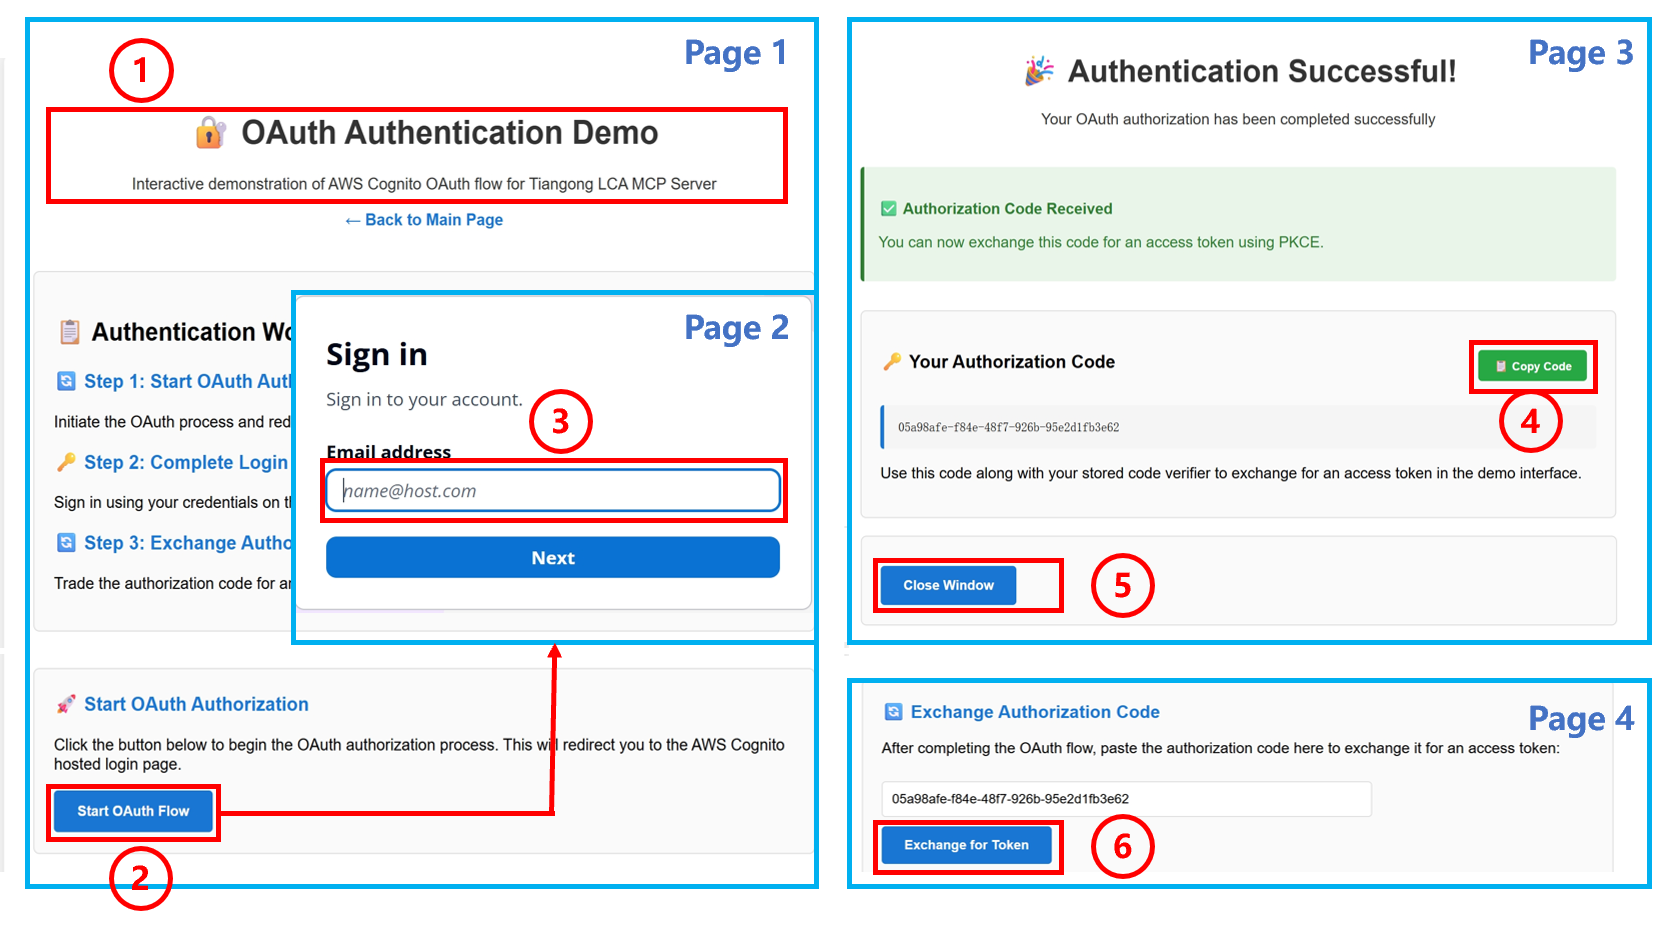 Page 1
1
🔐 OAuth Authentication Demo
Interactive demonstration of AWS Cognito OAuth flow for Tiangong LCA MCP Server
← Back to Main Page
📋 Authentication Wo
Step 1: Start OAuth Aut
Initiate the OAuth process and red
🔑 Step 2: Complete Login
Sign in using your credentials on t
Step 3: Exchange Autho
Trade the authorization code for a
Page 2
Sign in
Sign in to your account.
3
Email address
name@host.com
Next
🚀 Start OAuth Authorization
Click the button below to begin the OAuth authorization process. This will redirect you to the AWS Cognito
hosted login page.
Start OAuth Flow
2
Page 3
🎉 Authentication Successful!
Your OAuth authorization has been completed successfully
✅ Authorization Code Received
You can now exchange this code for an access token using PKCE.
🔑 Your Authorization Code
📋 Copy Code
4
05a98afe-f84e-48f7-926b-95e2d1fb3e62
Use this code along with your stored code verifier to exchange for an access token in the demo interface.
Close Window
5
Page 4
Exchange Authorization Code
After completing the OAuth flow, paste the authorization code here to exchange it for an access token:
05a98afe-f84e-48f7-926b-95e2d1fb3e62
Exchange for Token
6